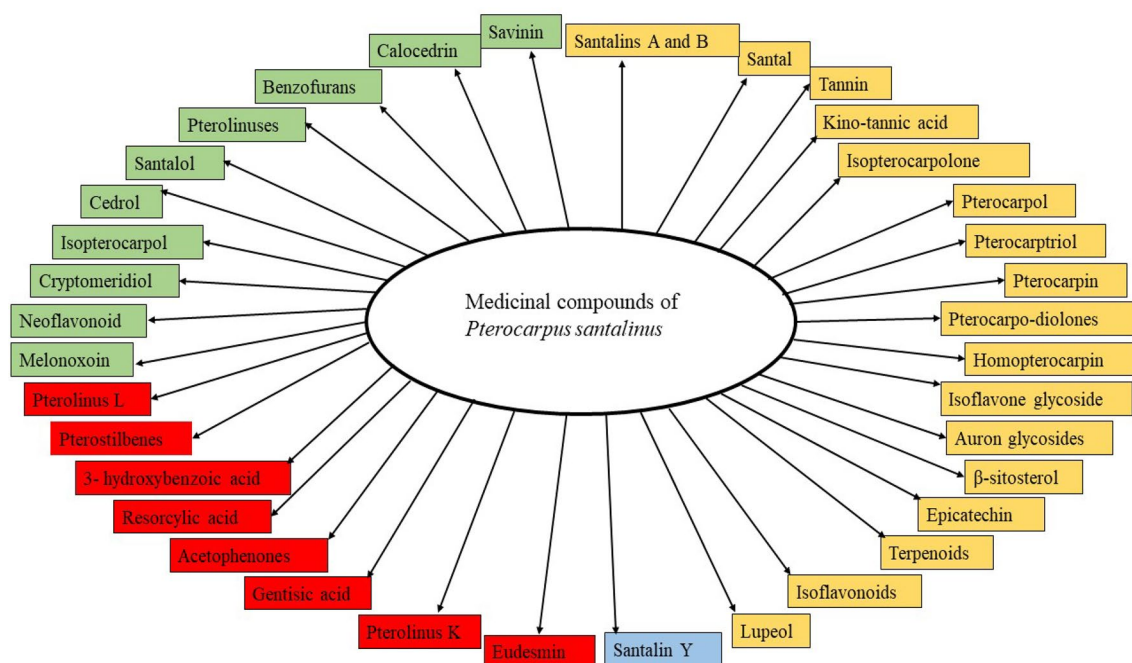 Savinin
Santalins A and B
Calocedrin
Santal
Benzofurans
Tannin
Pterolinuses
Kino-tannic acid
Santalol
Isopterocarpolone
Cedrol
Pterocarpol
Isopterocarpol
Pterocarptriol
Cryptomeridiol
Pterocarpin
Medicinal compounds of
Pterocarpus santalinus
Neoflavonoid
Pterocarpo-diolones
Melonoxoin
Homopterocarpin
Pterolinus L
Isoflavone glycoside
Pterostilbenes
Auron glycosides
3- hydroxybenzoic acid
β-sitosterol
Resorcylic acid
Epicatechin
Acetophenones
Terpenoids
Gentisic acid
Isoflavonoids
Pterolinus K
Lupeol
Eudesmin
Santalin Y